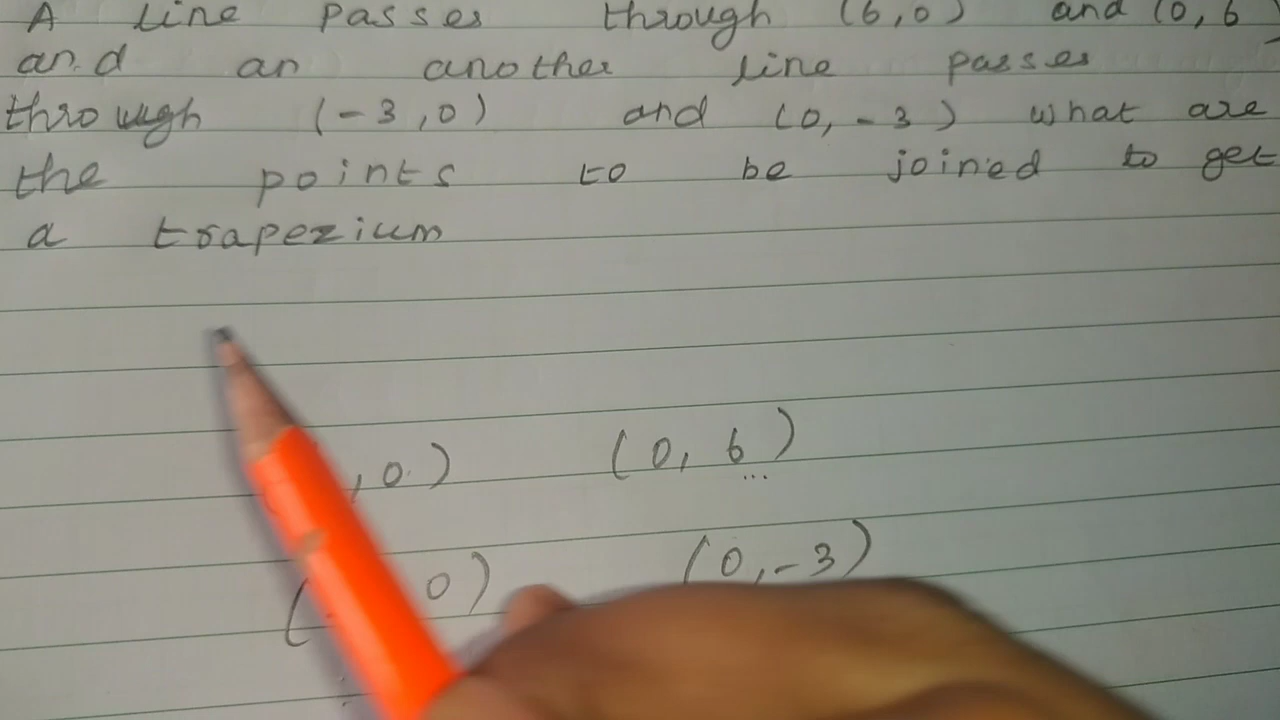 A line passes through (6,0) and (0,6)
and an another line passes
through (-3,0) and (0,-3) what are
the points to be joined to get
a trapezium
,0) (0,6)
( 0) (0,-3)